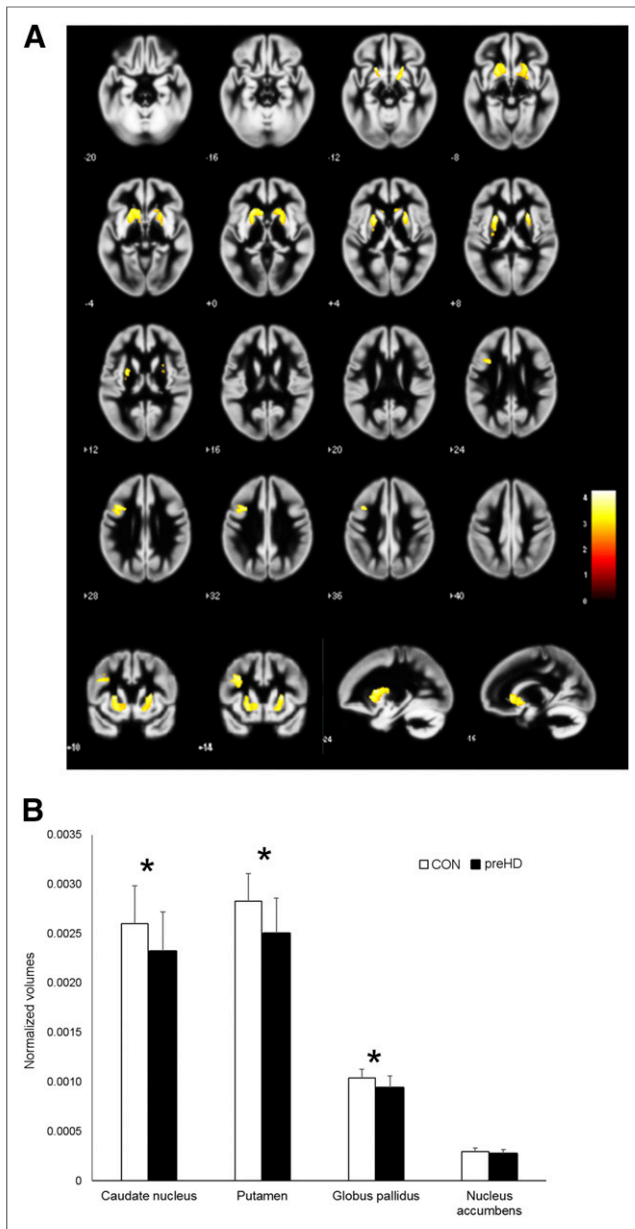 A
-20 -16 -12 -8
-4 +0 +4 +8
+12 +16 +20 +24
+28 +32 +36 +40
4
3
2
1
0
+10 +14 -24 -16
B
0.0035
0.0030
0.0025
0.0020
0.0015
0.0010
0.0005
0
Normalized volumes
* * *
CON preHD
Caudate nucleus Putamen Globus pallidus Nucleus
accumbens